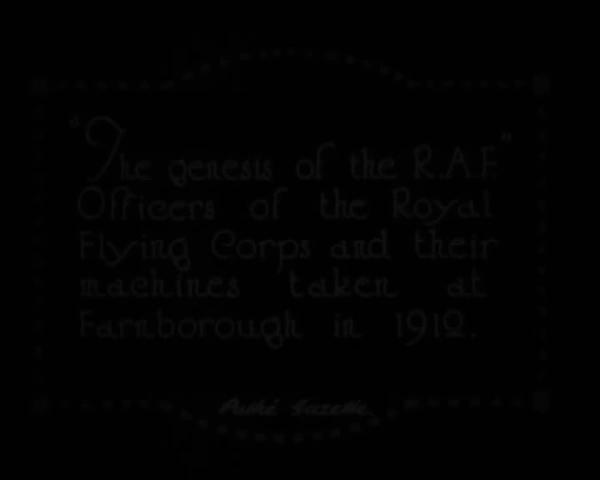 "The genesis of the R.A.F."
Officers of the Royal
Flying Corps and their
machines taken at
Farnborough in 1912.
Pathé Gazette